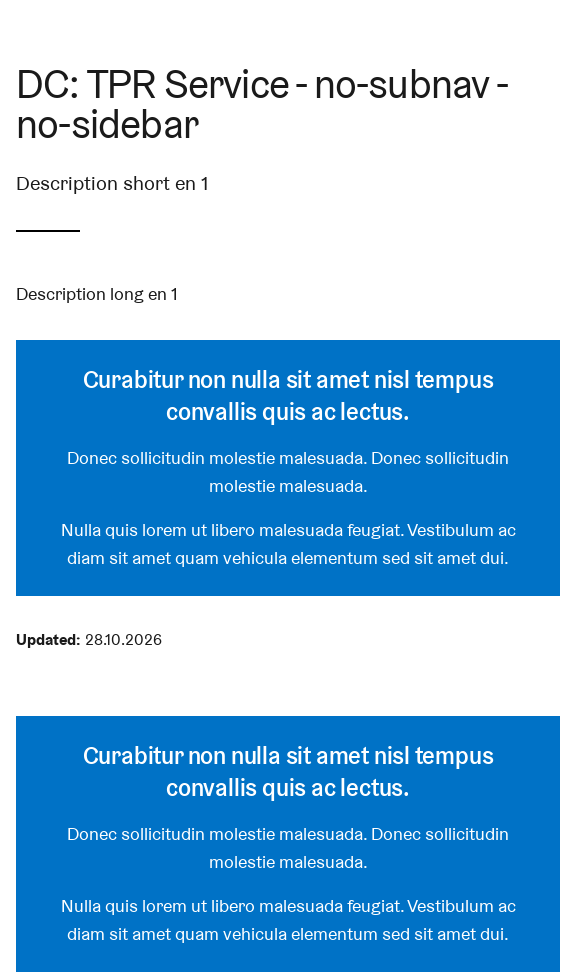 DC: TPR Service - no-subnav -
no-sidebar
Description short en 1
Description long en 1
Curabitur non nulla sit amet nisl tempus
convallis quis ac lectus.
Donec sollicitudin molestie malesuada. Donec sollicitudin
molestie malesuada.
Nulla quis lorem ut libero malesuada feugiat. Vestibulum ac
diam sit amet quam vehicula elementum sed sit amet dui.
Updated: 28.10.2026
Curabitur non nulla sit amet nisl tempus
convallis quis ac lectus.
Donec sollicitudin molestie malesuada. Donec sollicitudin
molestie malesuada.
Nulla quis lorem ut libero malesuada feugiat. Vestibulum ac
diam sit amet quam vehicula elementum sed sit amet dui.